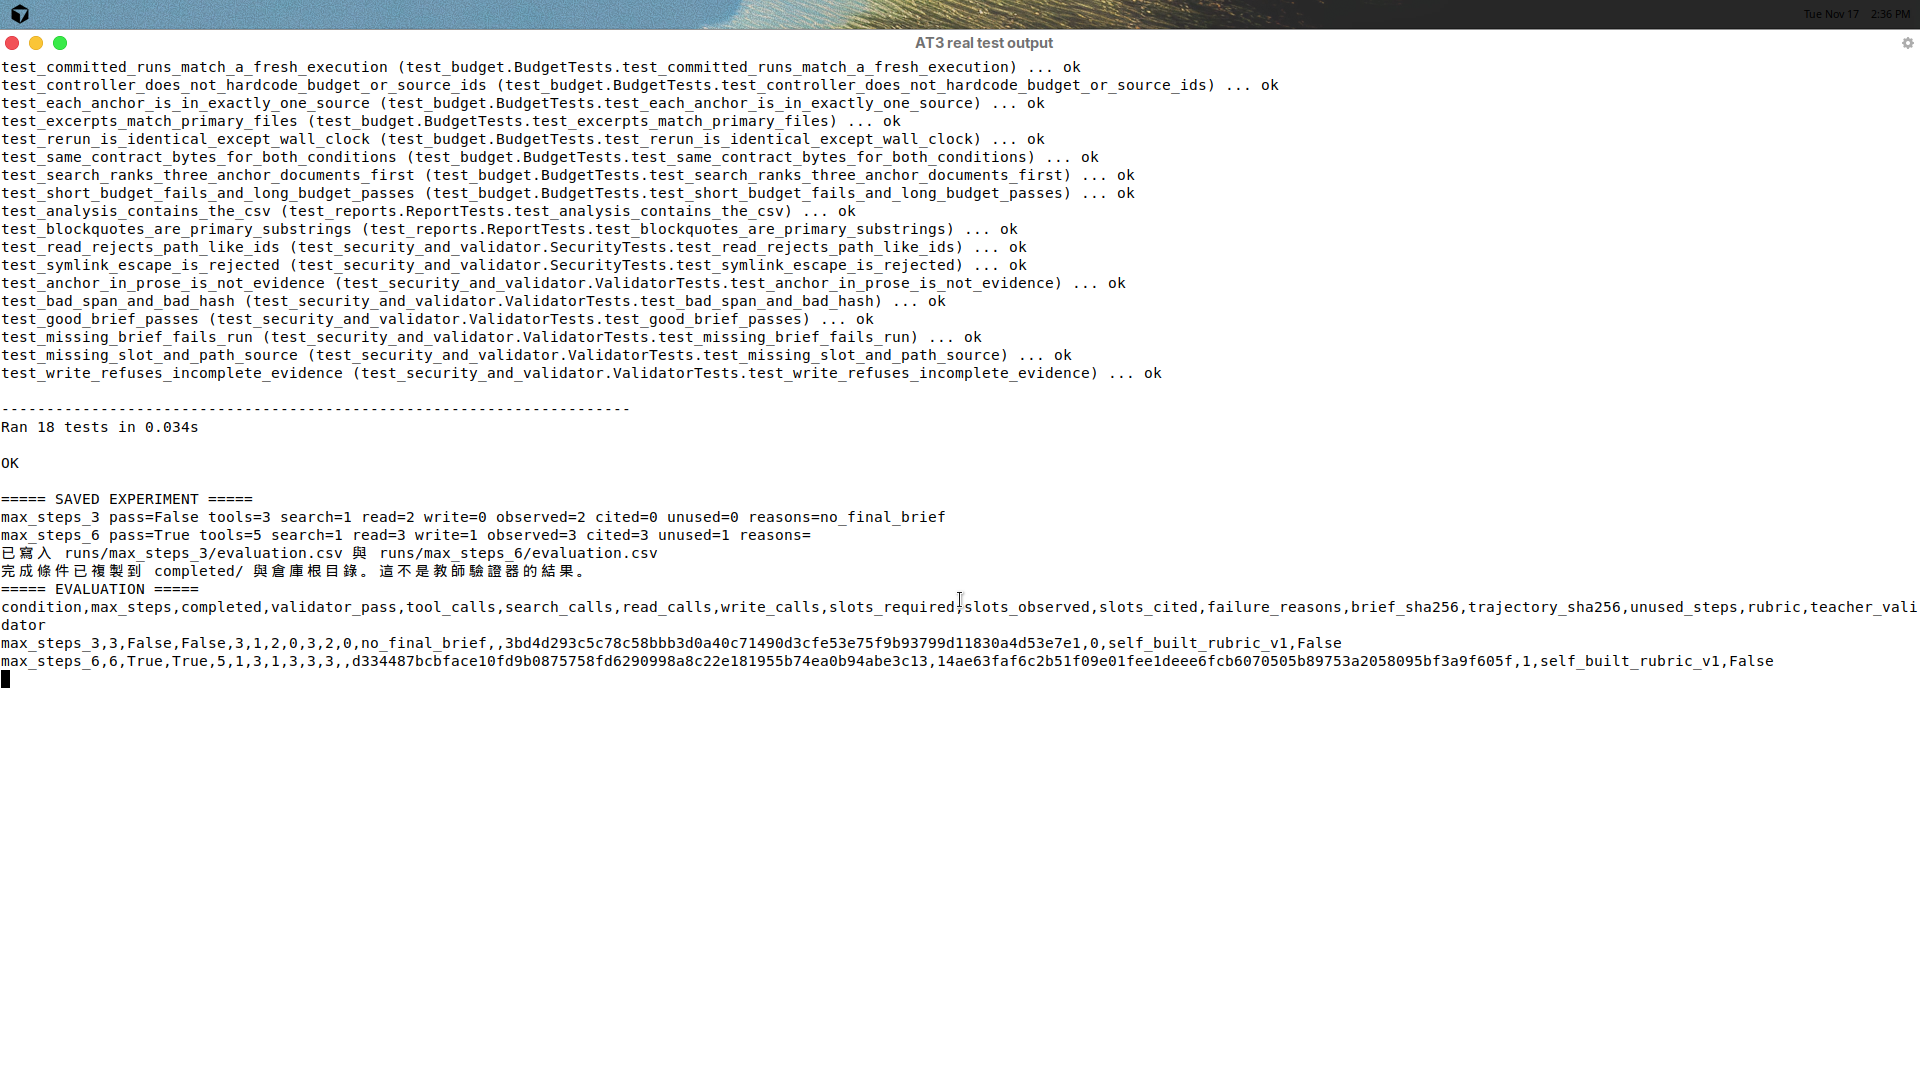 Tue Nov 17 2:36 PM
AT3 real test output
test_committed_runs_match_a_fresh_execution (test_budget.BudgetTests.test_committed_runs_match_a_fresh_execution) ... ok
test_controller_does_not_hardcode_budget_or_source_ids (test_budget.BudgetTests.test_controller_does_not_hardcode_budget_or_source_ids) ... ok
test_each_anchor_is_in_exactly_one_source (test_budget.BudgetTests.test_each_anchor_is_in_exactly_one_source) ... ok
test_excerpts_match_primary_files (test_budget.BudgetTests.test_excerpts_match_primary_files) ... ok
test_rerun_is_identical_except_wall_clock (test_budget.BudgetTests.test_rerun_is_identical_except_wall_clock) ... ok
test_same_contract_bytes_for_both_conditions (test_budget.BudgetTests.test_same_contract_bytes_for_both_conditions) ... ok
test_search_ranks_three_anchor_documents_first (test_budget.BudgetTests.test_search_ranks_three_anchor_documents_first) ... ok
test_short_budget_fails_and_long_budget_passes (test_budget.BudgetTests.test_short_budget_fails_and_long_budget_passes) ... ok
test_analysis_contains_the_csv (test_reports.ReportTests.test_analysis_contains_the_csv) ... ok
test_blockquotes_are_primary_substrings (test_reports.ReportTests.test_blockquotes_are_primary_substrings) ... ok
test_read_rejects_path_like_ids (test_security_and_validator.SecurityTests.test_read_rejects_path_like_ids) ... ok
test_symlink_escape_is_rejected (test_security_and_validator.SecurityTests.test_symlink_escape_is_rejected) ... ok
test_anchor_in_prose_is_not_evidence (test_security_and_validator.ValidatorTests.test_anchor_in_prose_is_not_evidence) ... ok
test_bad_span_and_bad_hash (test_security_and_validator.ValidatorTests.test_bad_span_and_bad_hash) ... ok
test_good_brief_passes (test_security_and_validator.ValidatorTests.test_good_brief_passes) ... ok
test_missing_brief_fails_run (test_security_and_validator.ValidatorTests.test_missing_brief_fails_run) ... ok
test_missing_slot_and_path_source (test_security_and_validator.ValidatorTests.test_missing_slot_and_path_source) ... ok
test_write_refuses_incomplete_evidence (test_security_and_validator.ValidatorTests.test_write_refuses_incomplete_evidence) ... ok
----------------------------------------------------------------------
Ran 18 tests in 0.034s
OK
===== SAVED EXPERIMENT =====
max_steps_3 pass=False tools=3 search=1 read=2 write=0 observed=2 cited=0 unused=0 reasons=no_final_brief
max_steps_6 pass=True tools=5 search=1 read=3 write=1 observed=3 cited=3 unused=1 reasons=
已寫入 runs/max_steps_3/evaluation.csv 與 runs/max_steps_6/evaluation.csv
完成條件已複製到 completed/ 與倉庫根目錄。這不是教師驗證器的結果。
===== EVALUATION =====
condition,max_steps,completed,validator_pass,tool_calls,search_calls,read_calls,write_calls,slots_required,slots_observed,slots_cited,failure_reasons,brief_sha256,trajectory_sha256,unused_steps,rubric,teacher_vali
dator
max_steps_3,3,False,False,3,1,2,0,3,2,0,no_final_brief,,3bd4d293c5c78c58bbb3d0a40c71490d3cfe53e75f9b93799d11830a4d53e7e1,0,self_built_rubric_v1,False
max_steps_6,6,True,True,5,1,3,1,3,3,3,,d334487bcbface10fd9b0875758fd6290998a8c22e181955b74ea0b94abe3c13,14ae63faf6c2b51f09e01fee1deee6fcb6070505b89753a2058095bf3a9f605f,1,self_built_rubric_v1,False